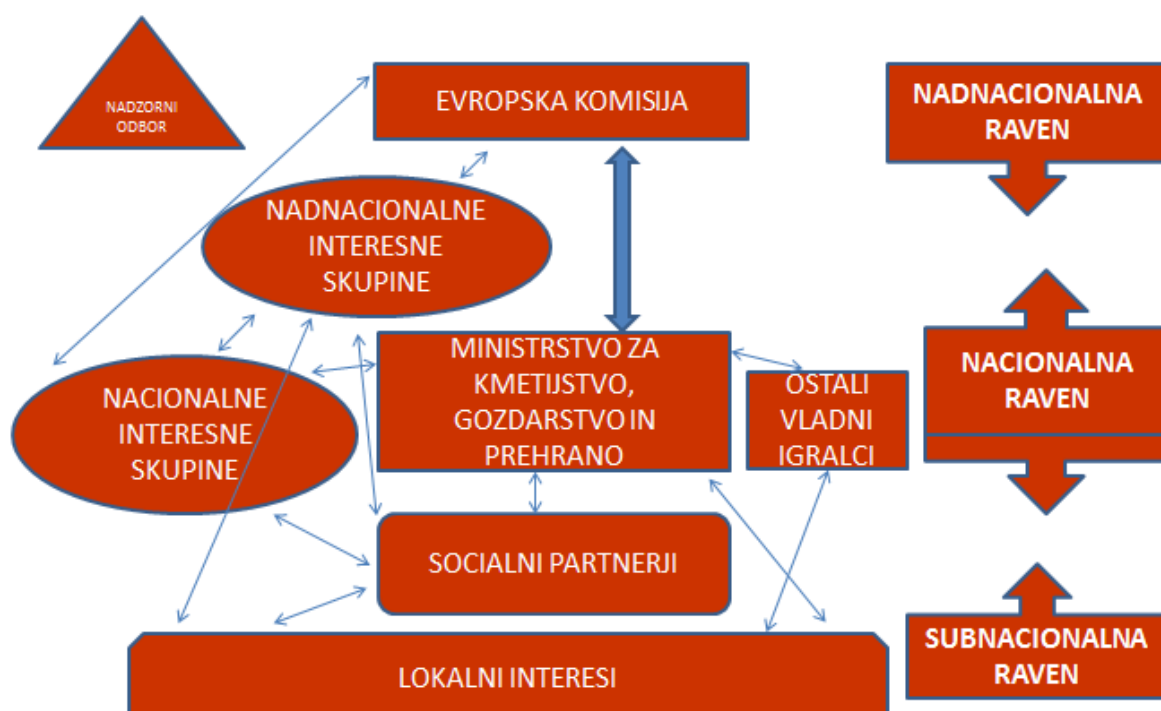 NADZORNI
ODBOR
EVROPSKA KOMISIJA
NADNACIONALNA
RAVEN
NADNACIONALNE
INTERESNE
SKUPINE
MINISTRSTVO ZA
KMETIJSTVO,
GOZDARSTVO IN
PREHRANO
OSTALI
VLADNI
IGRALCI
NACIONALNA
RAVEN
NACIONALNE
INTERESNE
SKUPINE
SOCIALNI PARTNERJI
SUBNACIONALNA
RAVEN
LOKALNI INTERESI